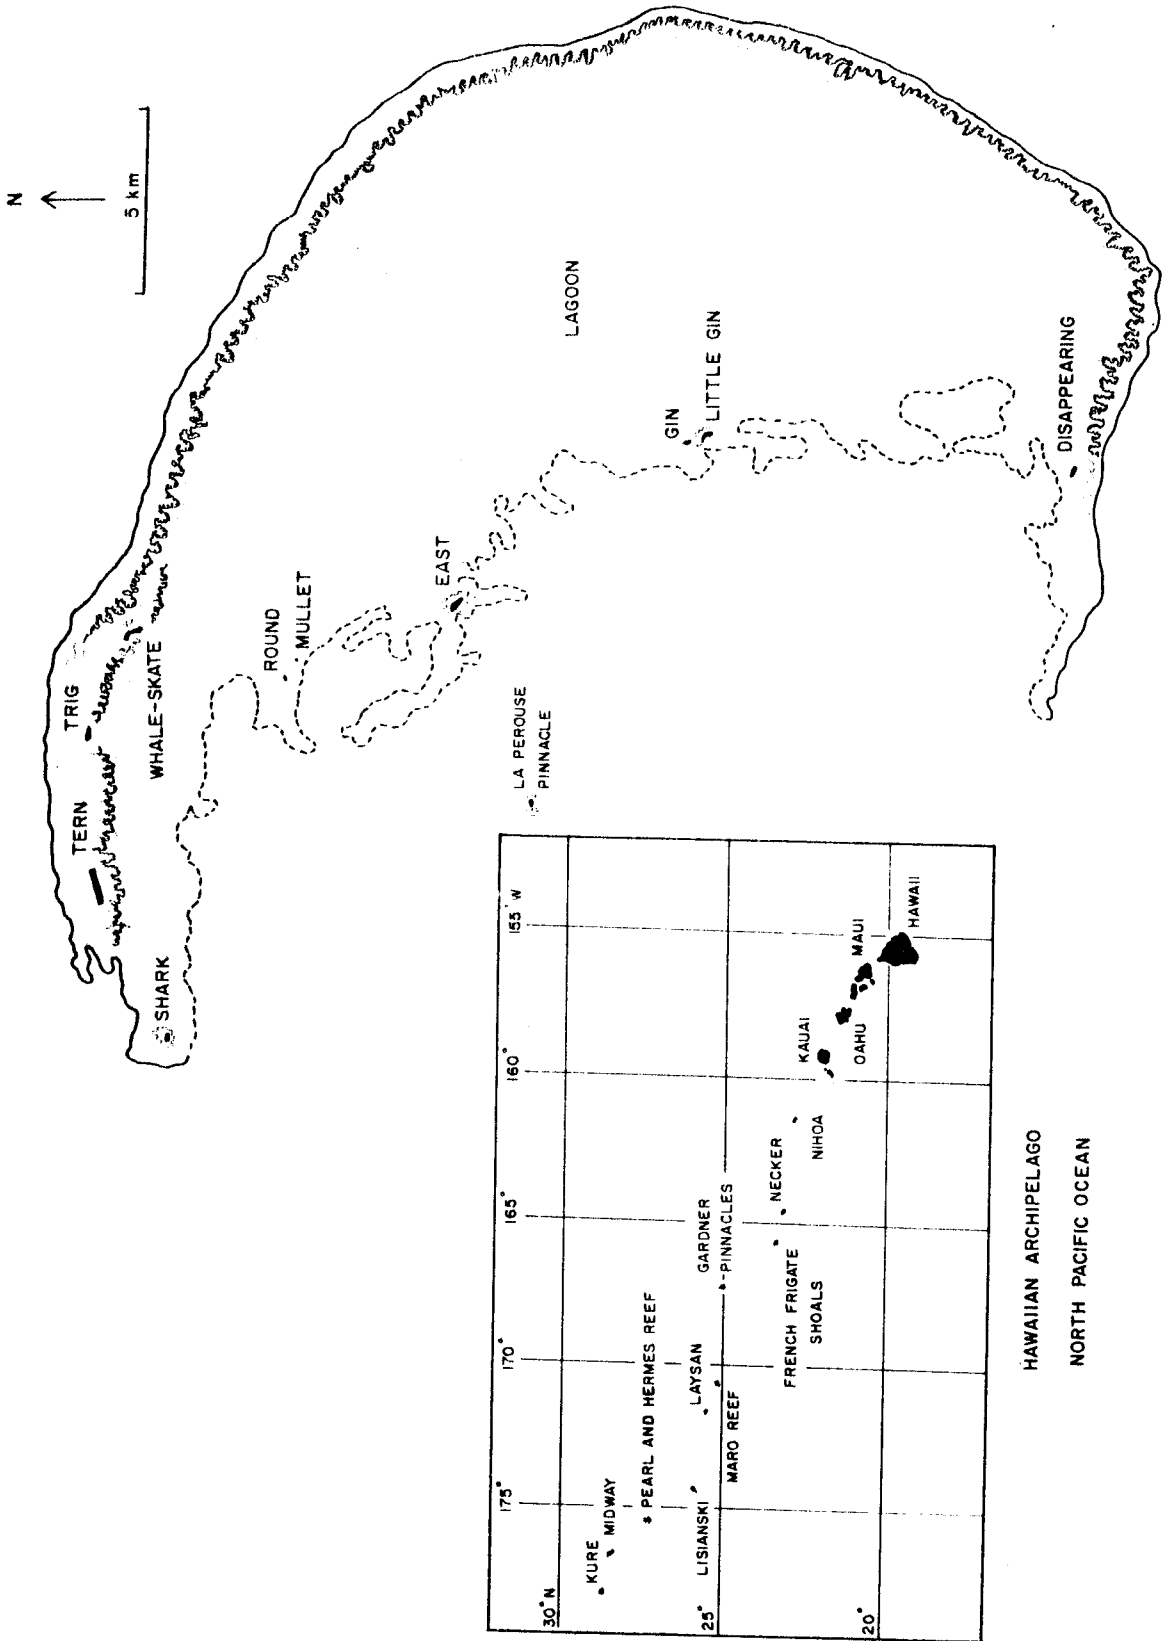 N
5 km
TRIG
TERN
WHALE-SKATE
SHARK
ROUND
MULLET
EAST
LA PEROUSE
PINNACLE
LAGOON
GIN
LITTLE GIN
DISAPPEARING
175°
170°
165°
160°
155°W
30°N
25°
20°
KURE
MIDWAY
PEARL AND HERMES REEF
LISIANSKI
LAYSAN
MARO REEF
GARDNER
PINNACLES
FRENCH FRIGATE
SHOALS
NECKER
NIHOA
KAUAI
OAHU
MAUI
HAWAII
HAWAIIAN ARCHIPELAGO
NORTH PACIFIC OCEAN